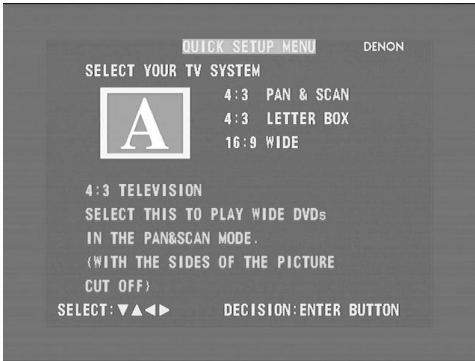 QUICK SETUP MENU DENON
SELECT YOUR TV SYSTEM
A
4:3 PAN & SCAN
4:3 LETTER BOX
16:9 WIDE
4:3 TELEVISION
SELECT THIS TO PLAY WIDE DVDs
IN THE PAN&SCAN MODE.
(WITH THE SIDES OF THE PICTURE
CUT OFF)
SELECT:▼▲◀▶ DECISION:ENTER BUTTON